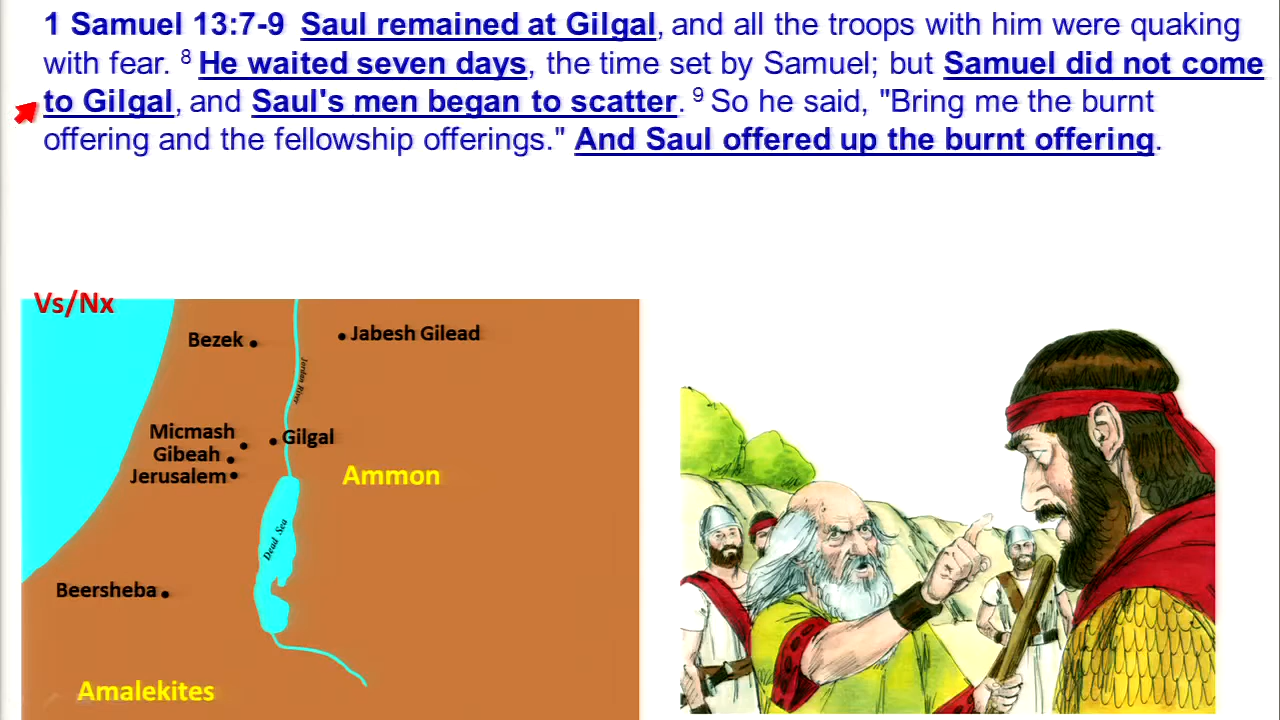 1 Samuel 13:7-9 Saul remained at Gilgal, and all the troops with him were quaking
with fear. 8 He waited seven days, the time set by Samuel; but Samuel did not come
to Gilgal, and Saul's men began to scatter. 9 So he said, "Bring me the burnt
offering and the fellowship offerings." And Saul offered up the burnt offering.
Vs/Nx
Bezek
Jabesh Gilead
Jordan River
Micmash
Gilgal
Gibeah
Jerusalem
Ammon
Dead Sea
Beersheba
Amalekites